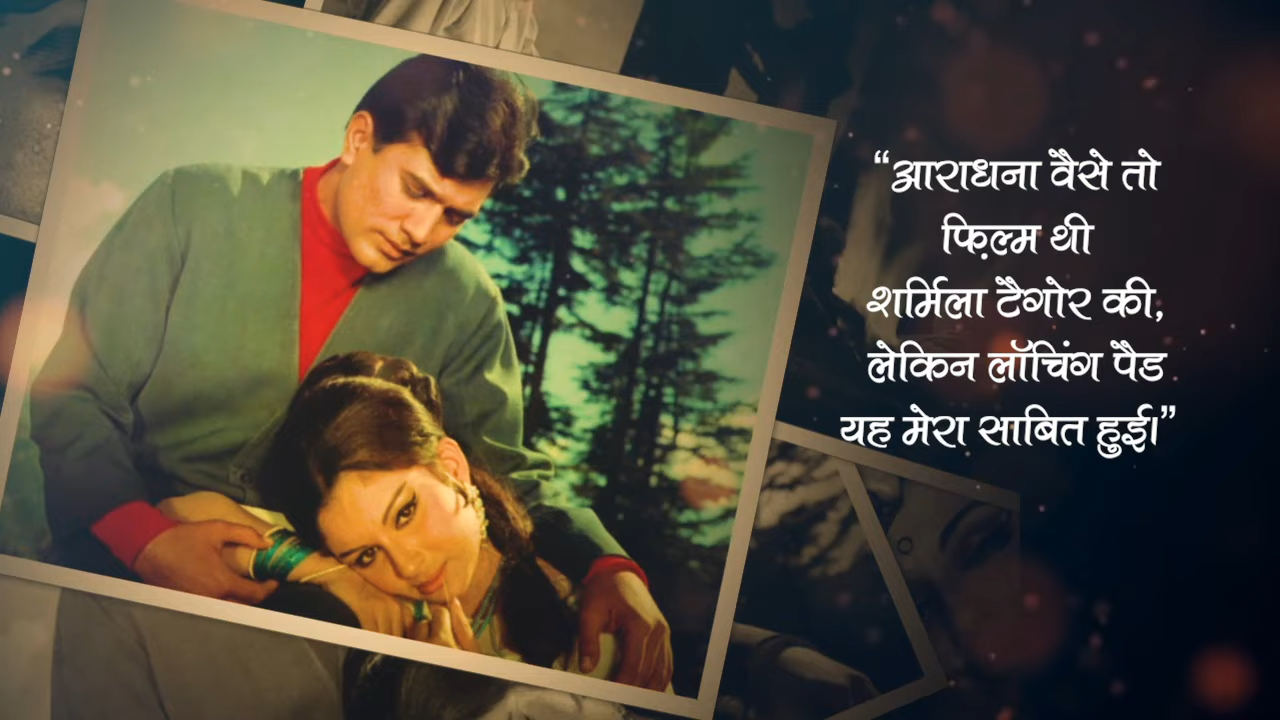 “आराधना वैसे तो
फ़िल्म थी
शर्मिला टैगोर की,
लेकिन लॉचिंग पैड
यह मेरा साबित हुई।”